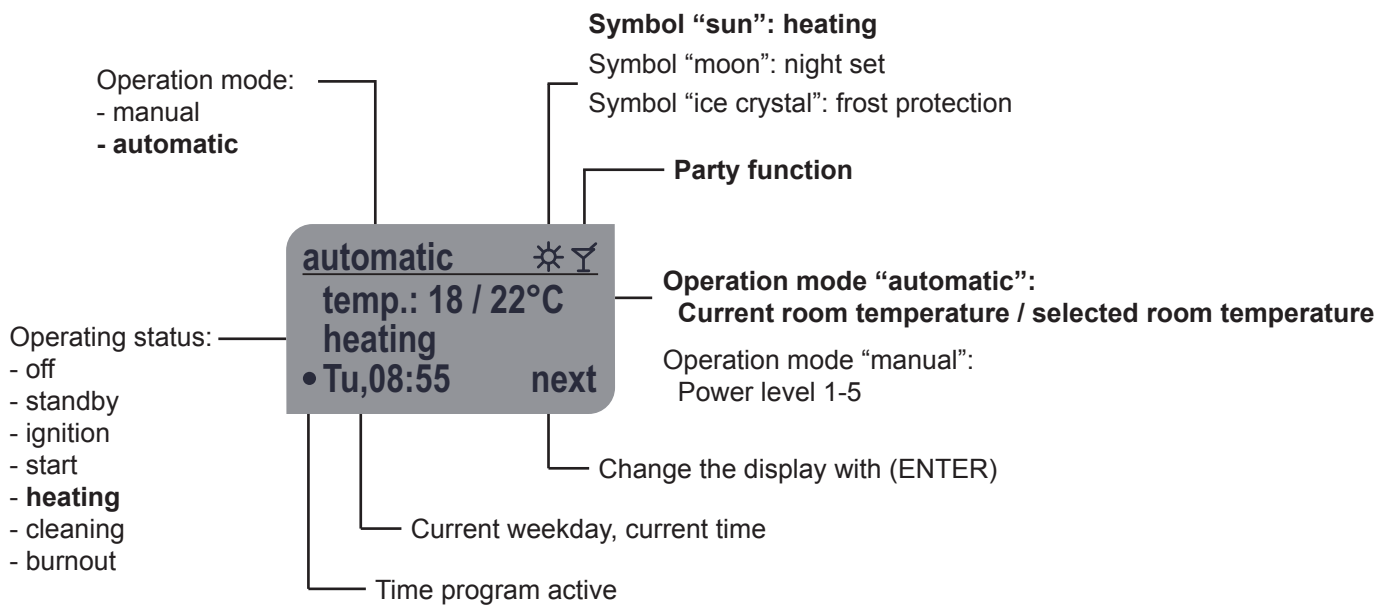 Symbol “sun”: heating
Symbol “moon”: night set
Symbol “ice crystal”: frost protection
Operation mode:
- manual
- automatic
Party function
automatic
temp.: 18 / 22°C
heating
Tu,08:55 next
Operation mode “automatic”:
Current room temperature / selected room temperature
Operation mode “manual”:
Power level 1-5
Operating status:
- off
- standby
- ignition
- start
- heating
- cleaning
- burnout
Change the display with (ENTER)
Current weekday, current time
Time program active